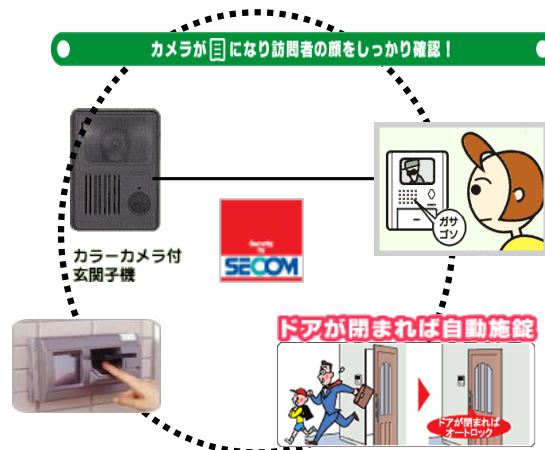 カメラが目になり訪問者の顔をしっかり確認！
ガサ
ゴソ
カラーカメラ付
玄関子機
Security
by
SECOM
ドアが閉まれば自動施錠
ドアが閉まれば
オートロック